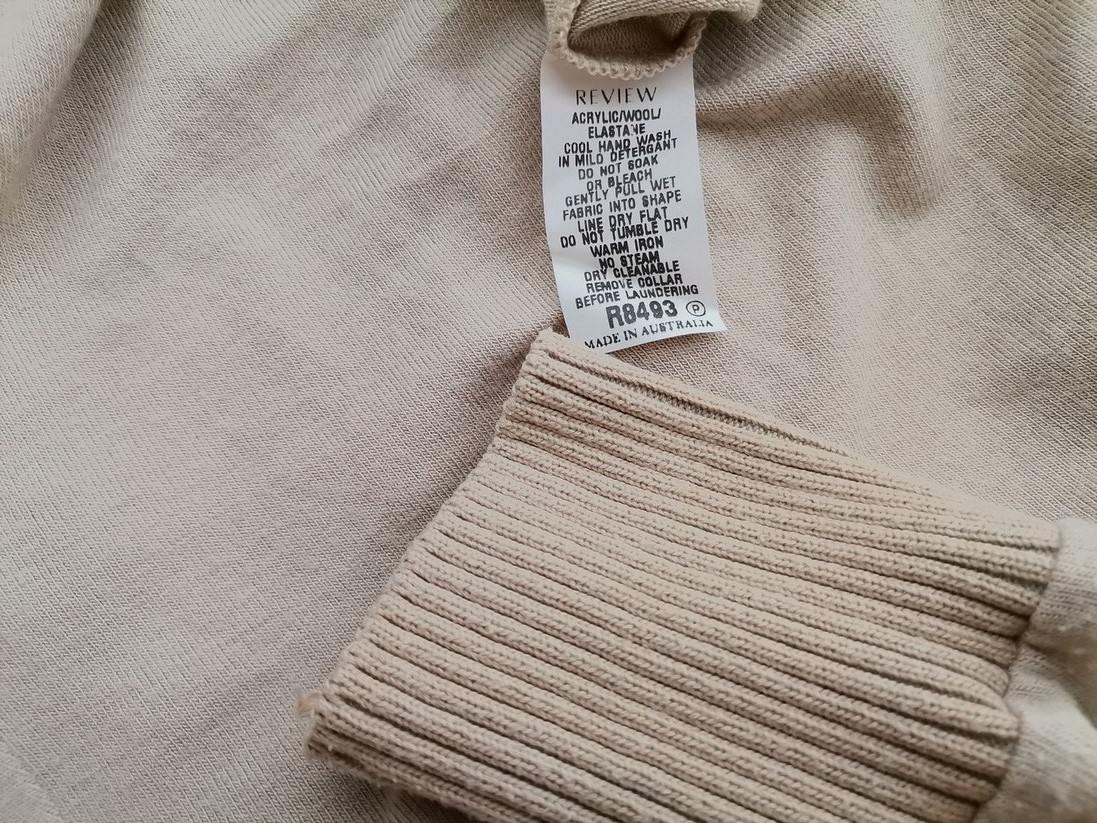 REVIEW
ACRYLIC/WOOL/
ELASTANE
COOL HAND WASH
IN MILD DETERGANT
DO NOT SOAK
OR BLEACH
GENTLY PULL WET
FABRIC INTO SHAPE
LINE DRY FLAT
DO NOT TUMBLE DRY
WARM IRON
NO STEAM
DRY CLEANABLE
REMOVE COLLAR
BEFORE LAUNDERING
R8493 Ⓟ
MADE IN AUSTRALIA